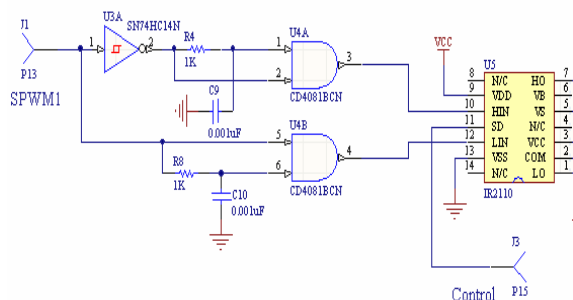 J1
P13
SPWM1
U3A
SN74HC14N
1
2
R4
1K
C9
0.001uF
U4A
1
2
3
CD4081BCN
U4B
5
6
4
CD4081BCN
R8
1K
C10
0.001uF
VCC
U5
8 N/C HO 7
9 VDD VB 6
10 HIN VS 5
11 SD N/C 4
12 LIN VCC 3
13 VSS COM 2
14 N/C LO 1
IR2110
J3
P15
Control